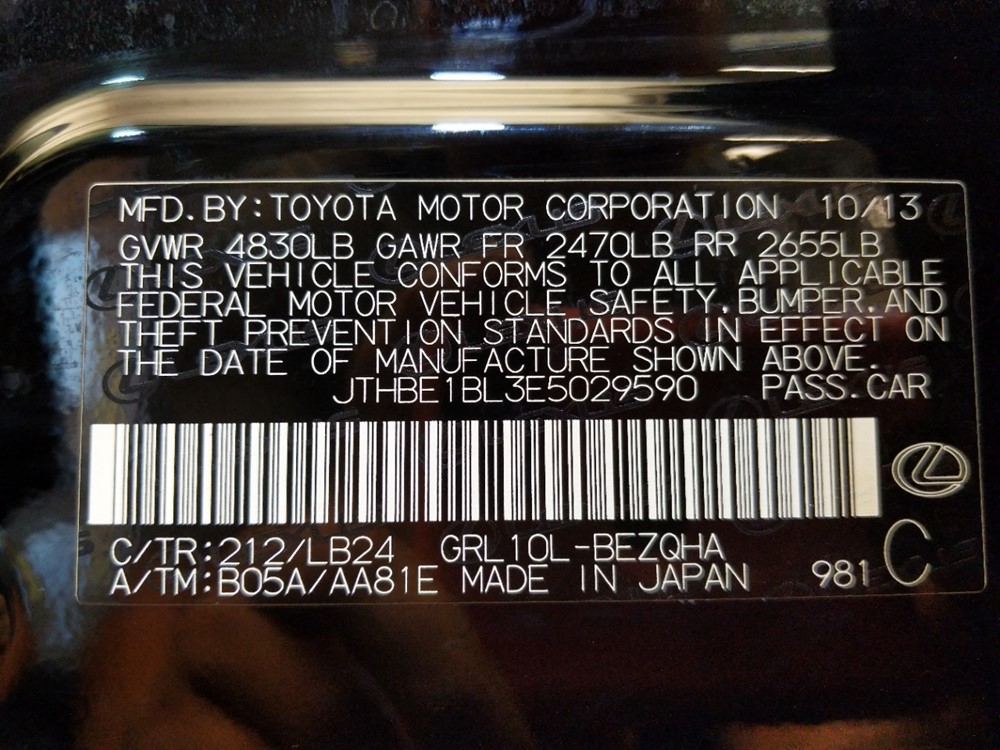 MFD.BY:TOYOTA MOTOR CORPORATION 10/13
GVWR 4830LB GAWR FR 2470LB RR 2655LB
THIS VEHICLE CONFORMS TO ALL APPLICABLE
FEDERAL MOTOR VEHICLE SAFETY,BUMPER,AND
THEFT PREVENTION STANDARDS IN EFFECT ON
THE DATE OF MANUFACTURE SHOWN ABOVE.
JTHBE1BL3E5029590 PASS.CAR
C/TR:212/LB24 GRL10L-BEZQHA
A/TM:B05A/AA81E MADE IN JAPAN 981 C